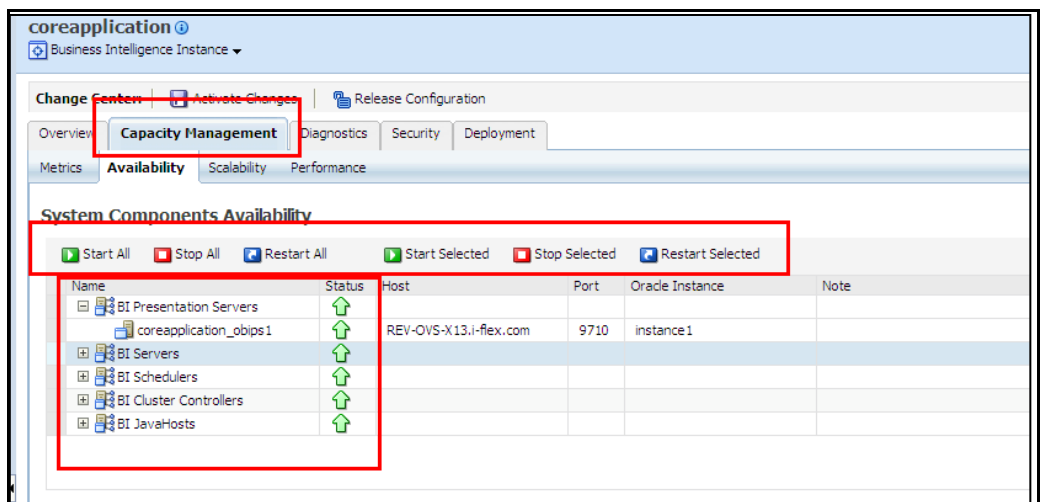 coreapplication
Business Intelligence Instance
Change Center: Activate Changes Release Configuration
Overview Capacity Management Diagnostics Security Deployment
Metrics Availability Scalability Performance
System Components Availability
Start All Stop All Restart All Start Selected Stop Selected Restart Selected
Name Status Host Port Oracle Instance Note
BI Presentation Servers
coreapplication_obips1 REV-OVS-X13.i-flex.com 9710 instance1
BI Servers
BI Schedulers
BI Cluster Controllers
BI JavaHosts